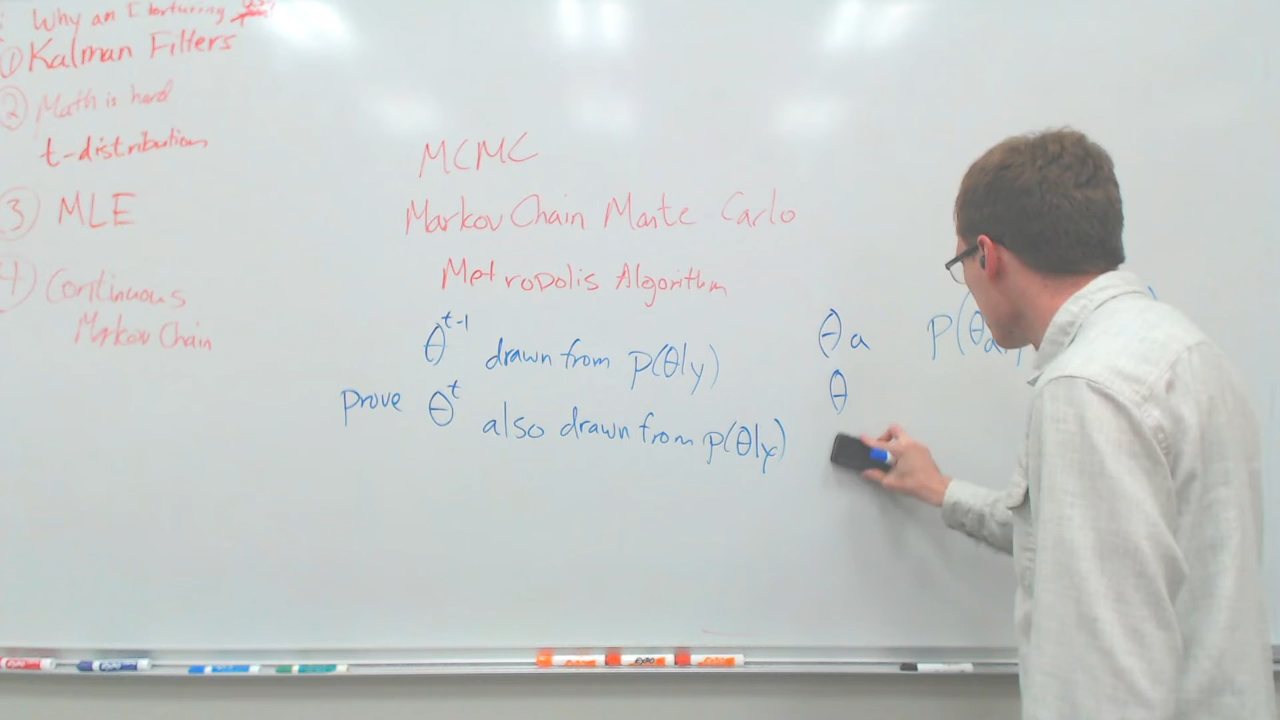 Why am I torturing
① Kalman Filters
② Math is hard
t-distribution
③ MLE
4) Continuous
Markov Chain
MCMC
Markov Chain Monte Carlo
Metropolis Algorithm
θ^{t-1} drawn from p(θ|y)
prove θ^t also drawn from p(θ|y)
θa p(θa
θ
EXPO